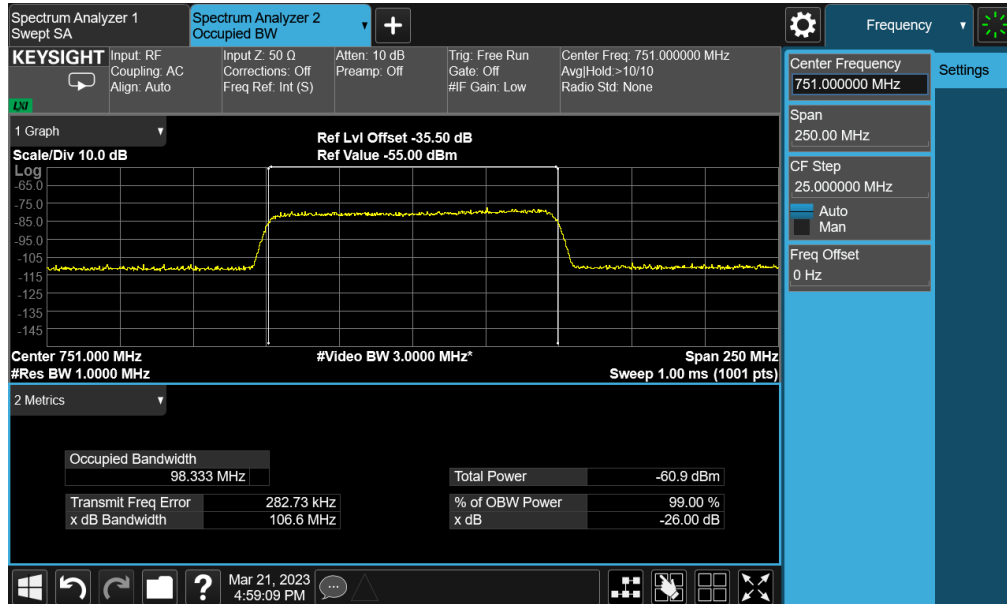 Spectrum Analyzer 1
Swept SA
Spectrum Analyzer 2
Occupied BW
+
Frequency
KEYSIGHT
LXI
Input: RF
Coupling: AC
Align: Auto
Input Z: 50 Ω
Corrections: Off
Freq Ref: Int (S)
Atten: 10 dB
Preamp: Off
Trig: Free Run
Gate: Off
#IF Gain: Low
Center Freq: 751.000000 MHz
Avg|Hold:>10/10
Radio Std: None
Center Frequency
751.000000 MHz
Settings
Span
250.00 MHz
CF Step
25.000000 MHz
Auto
Man
Freq Offset
0 Hz
1 Graph
Scale/Div 10.0 dB
Ref Lvl Offset -35.50 dB
Ref Value -55.00 dBm
Log
-65.0
-75.0
-85.0
-95.0
-105
-115
-125
-135
-145
Center 751.000 MHz
#Res BW 1.0000 MHz
#Video BW 3.0000 MHz*
Span 250 MHz
Sweep 1.00 ms (1001 pts)
2 Metrics
Occupied Bandwidth
98.333 MHz
Total Power -60.9 dBm
Transmit Freq Error 282.73 kHz
% of OBW Power 99.00 %
x dB Bandwidth 106.6 MHz
x dB -26.00 dB
?
Mar 21, 2023
4:59:09 PM